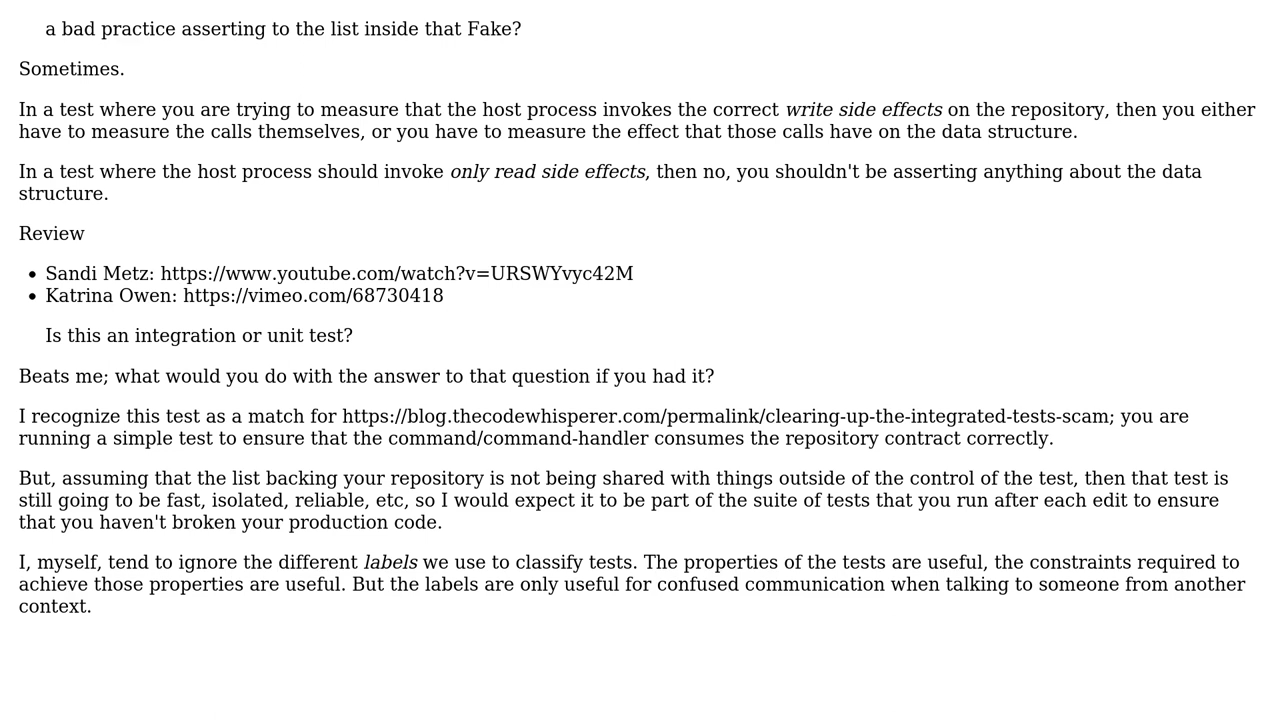 a bad practice asserting to the list inside that Fake?
Sometimes.
In a test where you are trying to measure that the host process invokes the correct write side effects on the repository, then you either
have to measure the calls themselves, or you have to measure the effect that those calls have on the data structure.
In a test where the host process should invoke only read side effects, then no, you shouldn't be asserting anything about the data
structure.
Review
• Sandi Metz: https://www.youtube.com/watch?v=URSWYvyc42M
• Katrina Owen: https://vimeo.com/68730418
Is this an integration or unit test?
Beats me; what would you do with the answer to that question if you had it?
I recognize this test as a match for https://blog.thecodewhisperer.com/permalink/clearing-up-the-integrated-tests-scam; you are
running a simple test to ensure that the command/command-handler consumes the repository contract correctly.
But, assuming that the list backing your repository is not being shared with things outside of the control of the test, then that test is
still going to be fast, isolated, reliable, etc, so I would expect it to be part of the suite of tests that you run after each edit to ensure
that you haven't broken your production code.
I, myself, tend to ignore the different labels we use to classify tests. The properties of the tests are useful, the constraints required to
achieve those properties are useful. But the labels are only useful for confused communication when talking to someone from another
context.